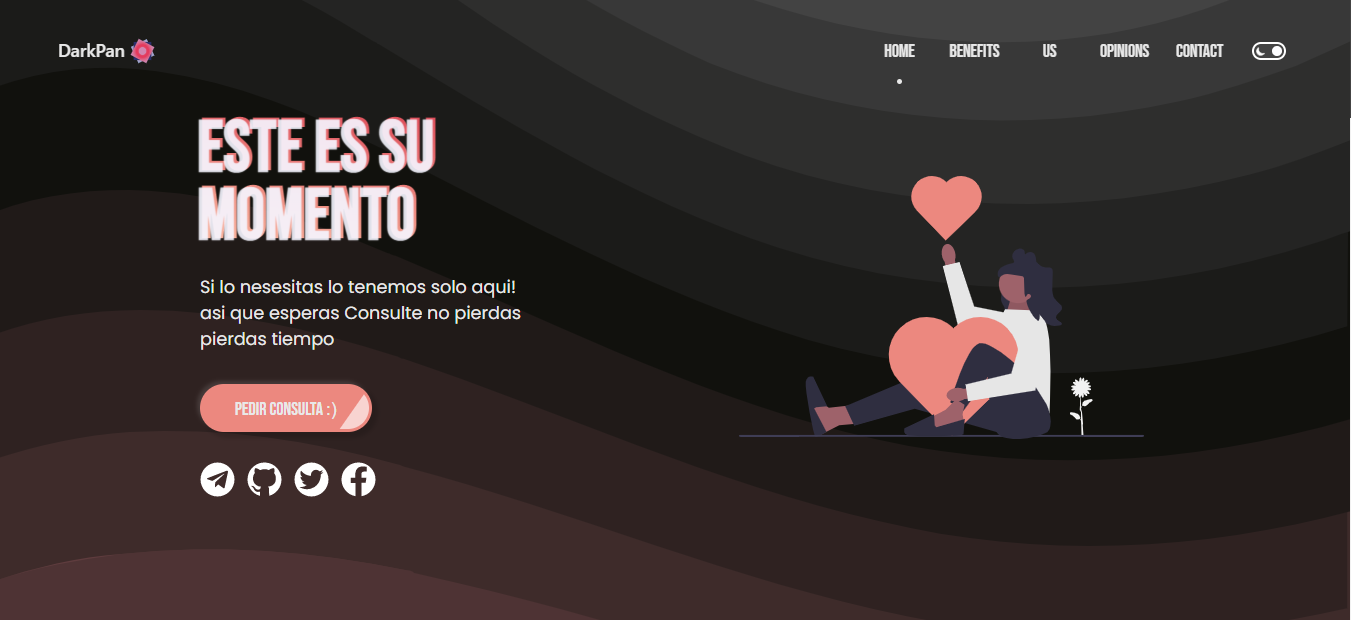 DarkPan
HOME BENEFITS US OPINIONS CONTACT
ESTE ES SU
MOMENTO
Si lo nesesitas lo tenemos solo aqui!
asi que esperas Consulte no pierdas
pierdas tiempo
PEDIR CONSULTA :)